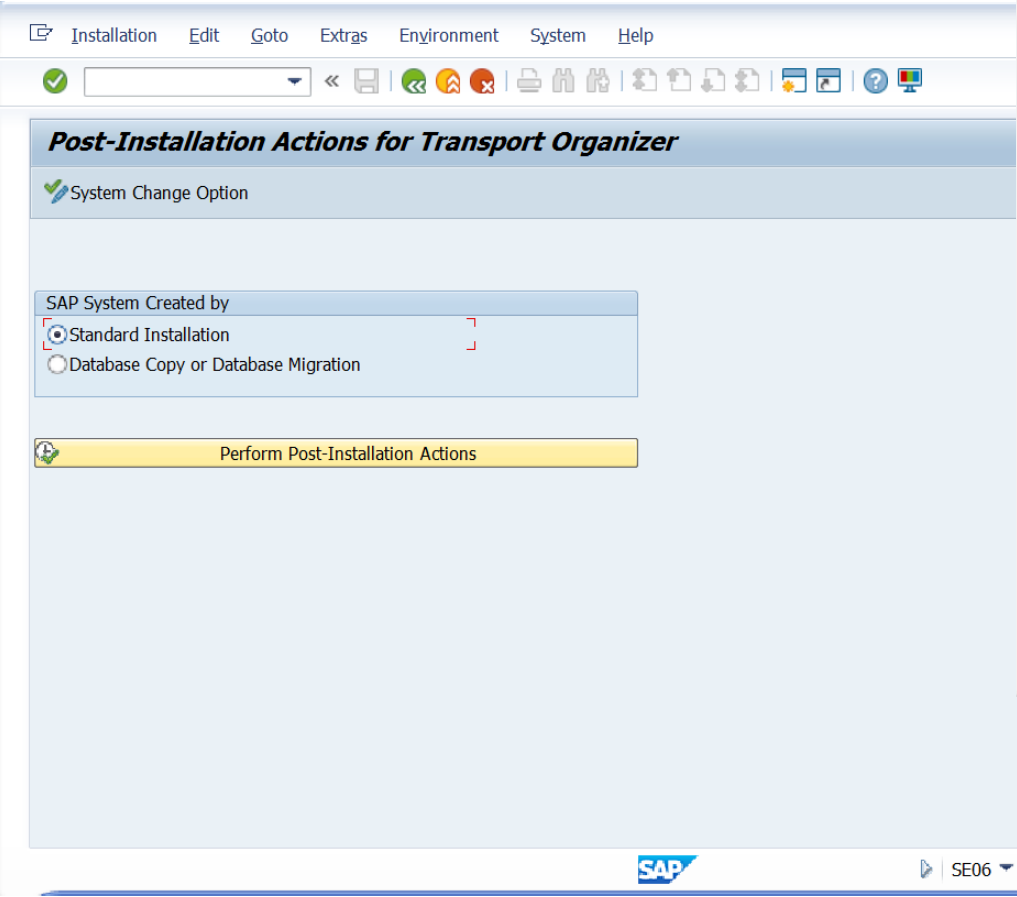 Installation Edit Goto Extras Environment System Help
Post-Installation Actions for Transport Organizer
System Change Option
SAP System Created by
Standard Installation
Database Copy or Database Migration
Perform Post-Installation Actions
SAP
SE06